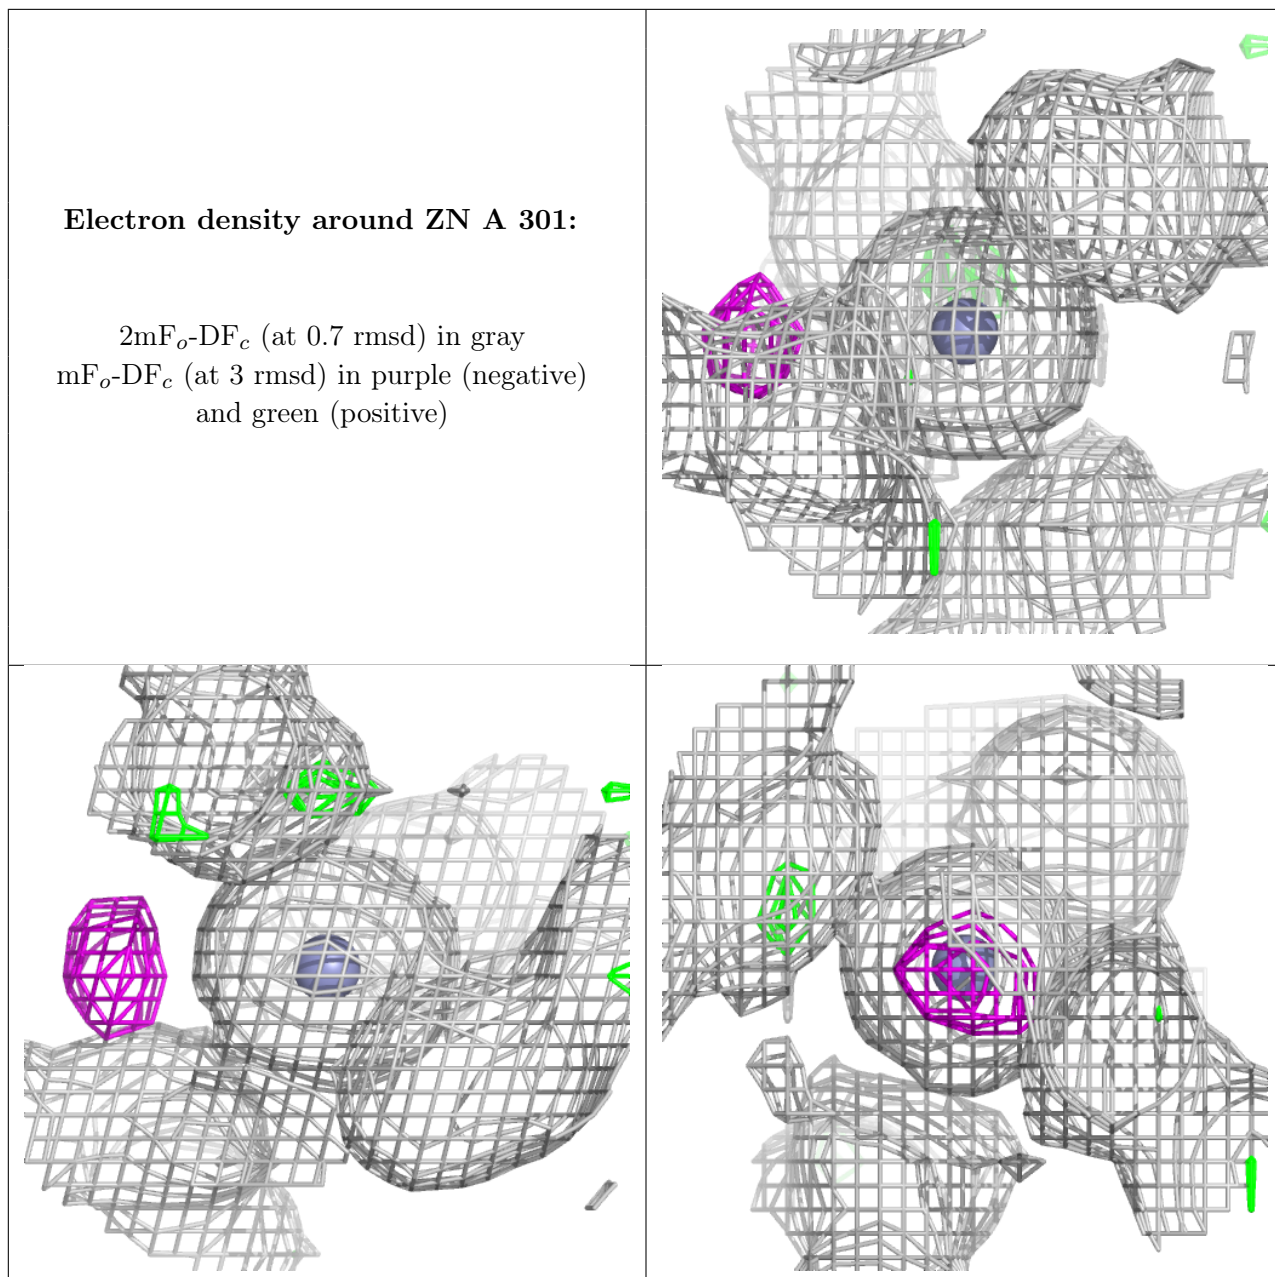 Electron density around ZN A 301:
2mFo-DFc (at 0.7 rmsd) in gray
mFo-DFc (at 3 rmsd) in purple (negative)
and green (positive)